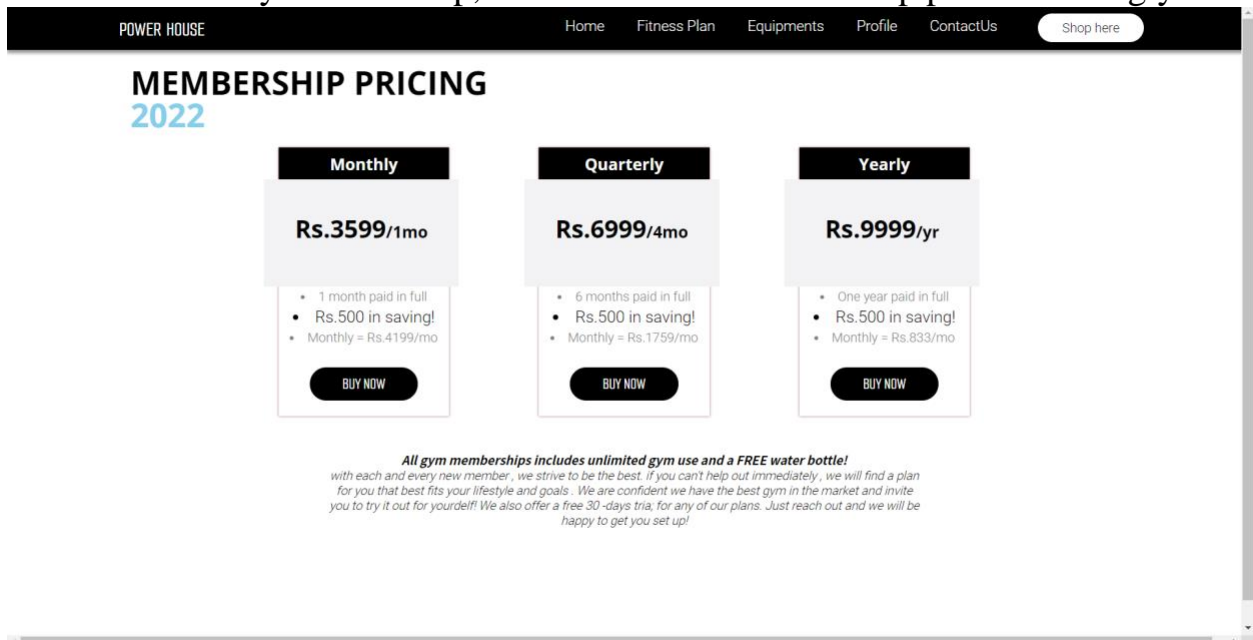 POWER HOUSE
Home Fitness Plan Equipments Profile ContactUs Shop here
MEMBERSHIP PRICING
2022
Monthly
Rs.3599/1mo
• 1 month paid in full
• Rs.500 in saving!
• Monthly = Rs.4199/mo
BUY NOW
Quarterly
Rs.6999/4mo
• 6 months paid in full
• Rs.500 in saving!
• Monthly = Rs.1759/mo
BUY NOW
Yearly
Rs.9999/yr
• One year paid in full
• Rs.500 in saving!
• Monthly = Rs.833/mo
BUY NOW
All gym memberships includes unlimited gym use and a FREE water bottle!
with each and every new member , we strive to be the best. if you can't help out immediately , we will find a plan
for you that best fits your lifestyle and goals . We are confident we have the best gym in the market and invite
you to try it out for yourdelf! We also offer a free 30 -days tria; for any of our plans. Just reach out and we will be
happy to get you set up!